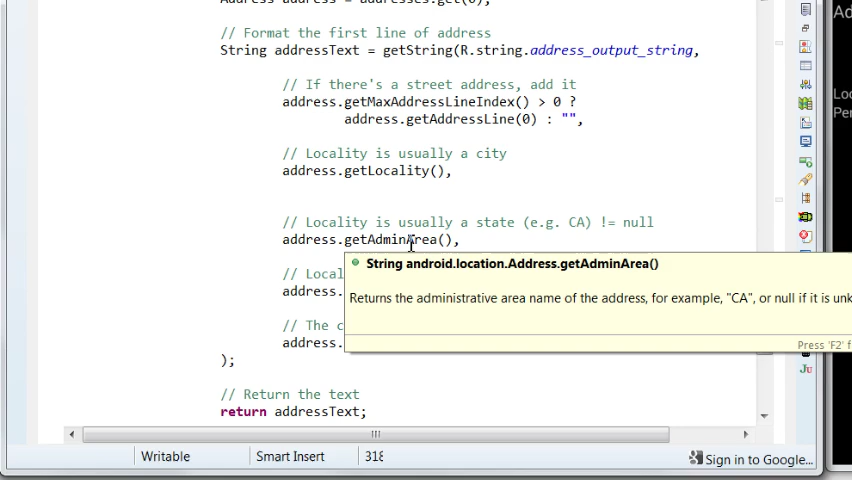 Address address = addresses.get(0);
// Format the first line of address
String addressText = getString(R.string.address_output_string,
// If there's a street address, add it
address.getMaxAddressLineIndex() > 0 ?
address.getAddressLine(0) : "",
// Locality is usually a city
address.getLocality(),
// Locality is usually a state (e.g. CA) != null
address.getAdminArea(),
String android.location.Address.getAdminArea()
// Local
address.
Returns the administrative area name of the address, for example, "CA", or null if it is unk
// The c
address.
Press 'F2' f
);
// Return the text
return addressText;
Writable
Smart Insert
318
Sign in to Google...
Ad
Loc
Per
Ju